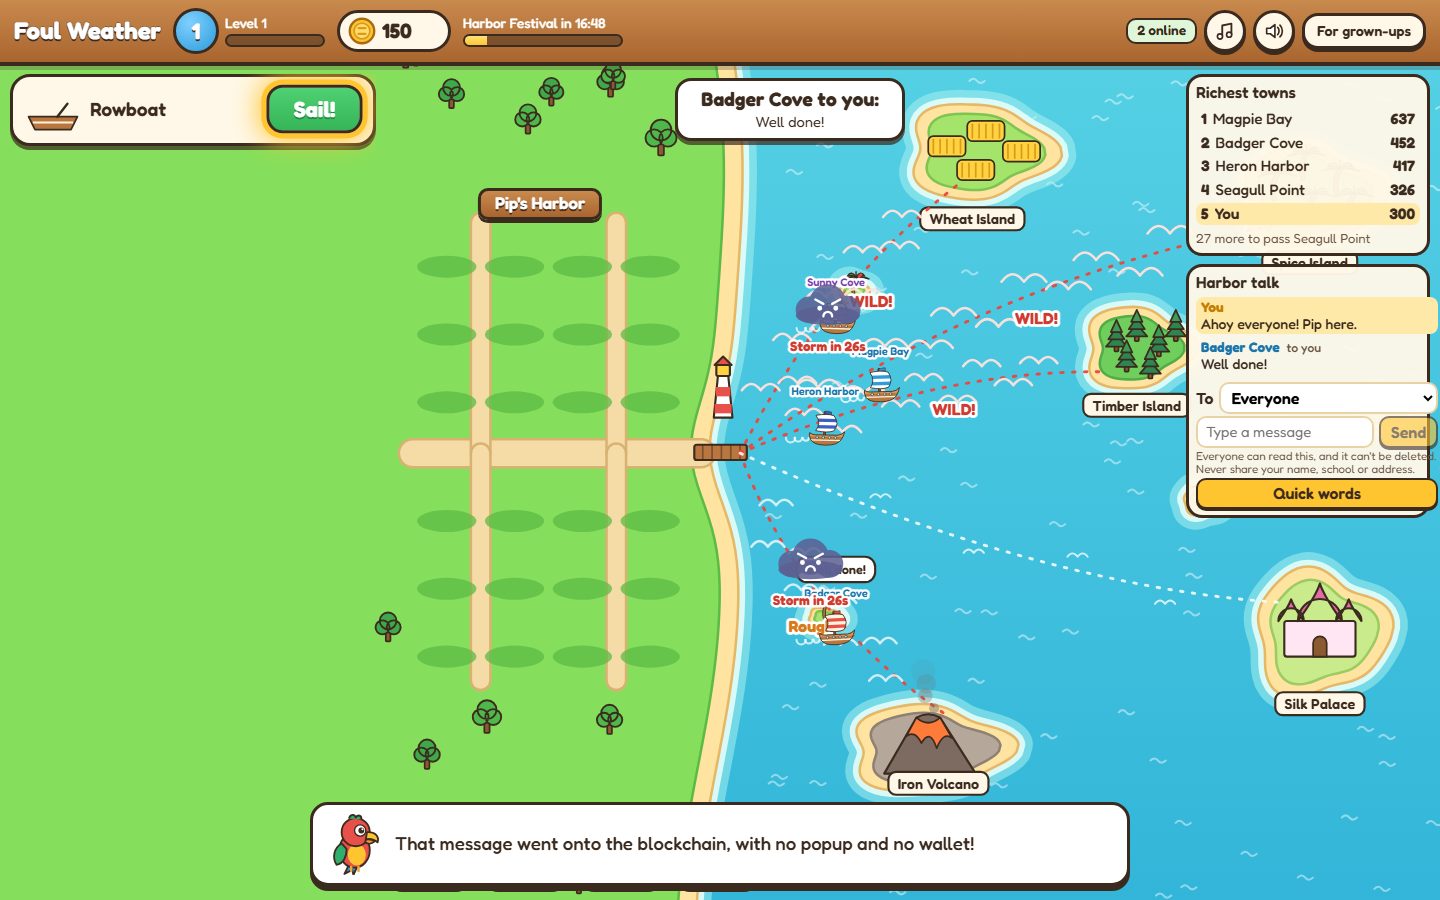 Foul Weather
1
Level 1
150
Harbor Festival in 16:48
2 online
For grown-ups
Rowboat
Sail!
Badger Cove to you:
Well done!
Richest towns
1 Magpie Bay 637
2 Badger Cove 452
3 Heron Harbor 417
4 Seagull Point 326
5 You 300
27 more to pass Seagull Point
Pip's Harbor
Wheat Island
Spice Island
Sunny Cove
WILD!
Storm in 26s
WILD!
Magpie Bay
Heron Harbor
WILD!
Timber Island
Harbor talk
You
Ahoy everyone! Pip here.
Badger Cove to you
Well done!
To Everyone
Type a message
Send
Everyone can read this, and it can't be deleted.
Never share your name, school or address.
Quick words
one!
Badger Cove
Storm in 26s
Roug
Silk Palace
Iron Volcano
That message went onto the blockchain, with no popup and no wallet!